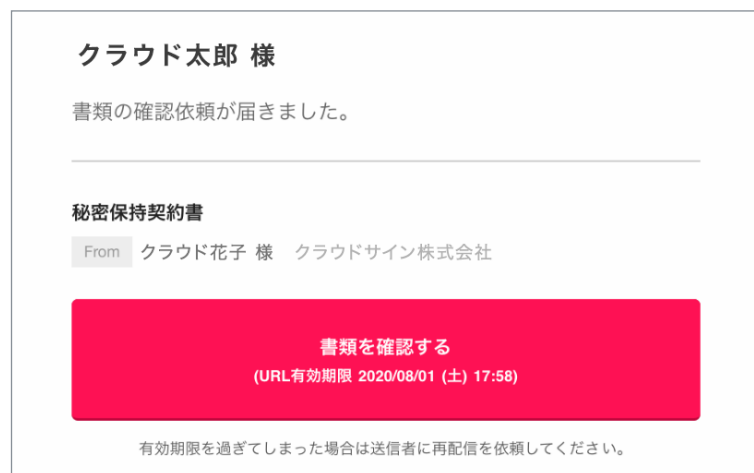 クラウド太郎 様
書類の確認依頼が届きました。
秘密保持契約書
From クラウド花子 様 クラウドサイン株式会社
書類を確認する
(URL有効期限 2020/08/01 (土) 17:58)
有効期限を過ぎてしまった場合は送信者に再配信を依頼してください。